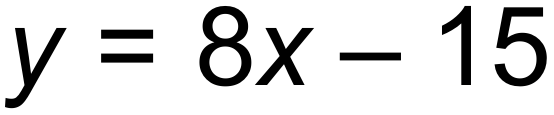 y = 8x – 15